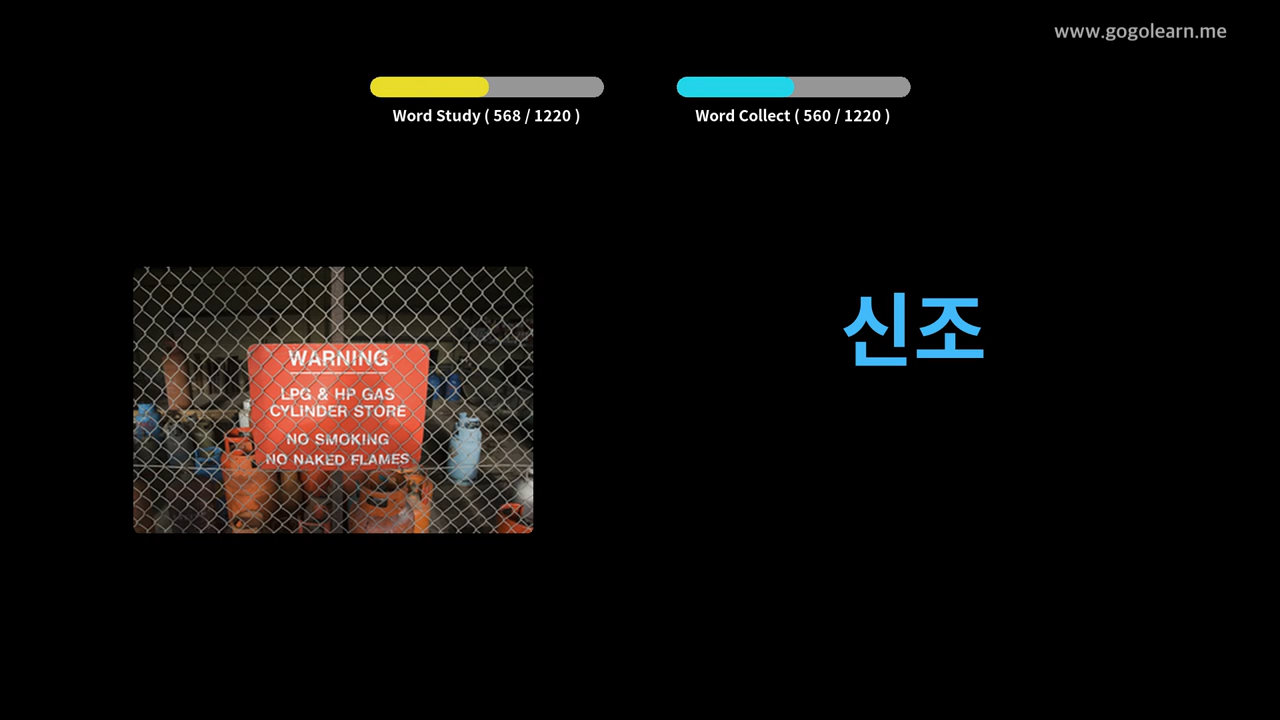 www.gogolearn.me
Word Study ( 568 / 1220 )
Word Collect ( 560 / 1220 )
WARNING
LPG & HP GAS
CYLINDER STORE
NO SMOKING
NO NAKED FLAMES
신조